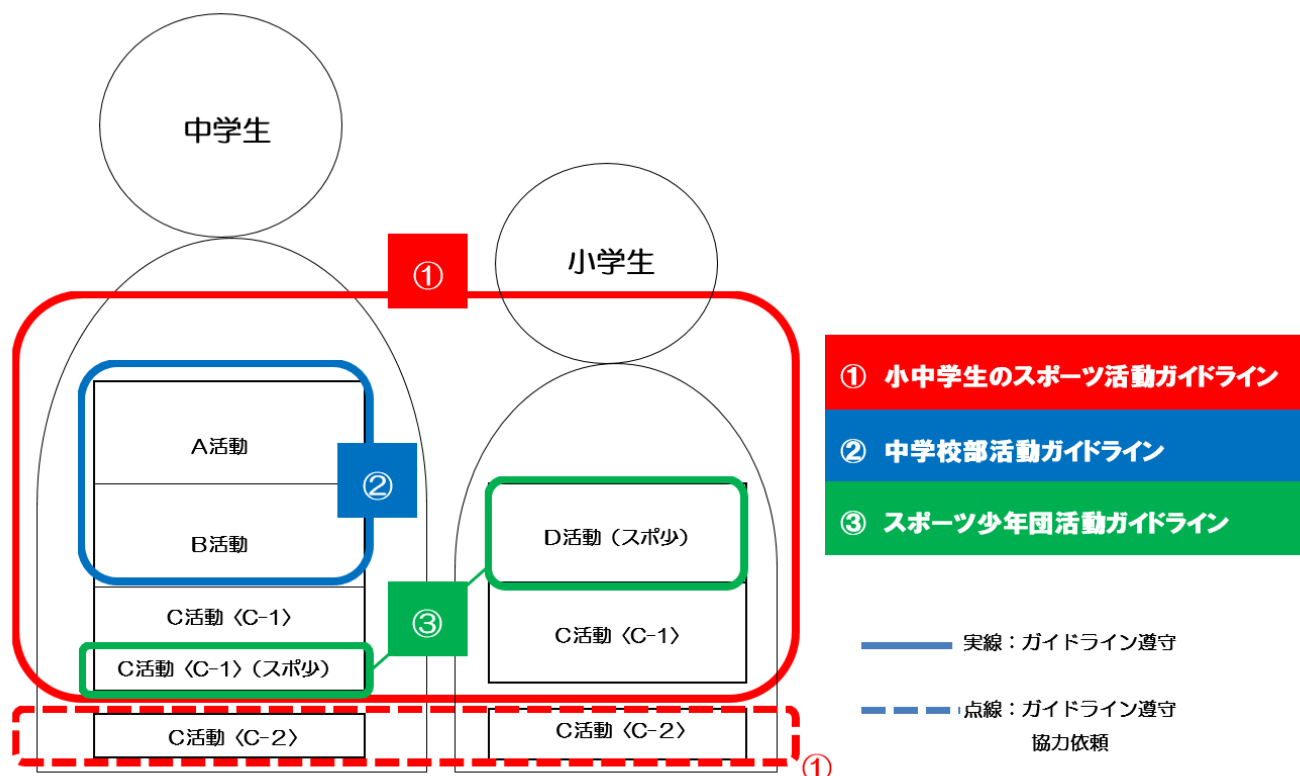 中学生
小学生
①
A活動
②
B活動
C活動〈C-1〉
③
C活動〈C-1〉(スポ少)
C活動〈C-2〉
D活動(スポ少)
C活動〈C-1〉
C活動〈C-2〉
①
① 小中学生のスポーツ活動ガイドライン
② 中学校部活動ガイドライン
③ スポーツ少年団活動ガイドライン
実線：ガイドライン遵守
点線：ガイドライン遵守
協力依頼